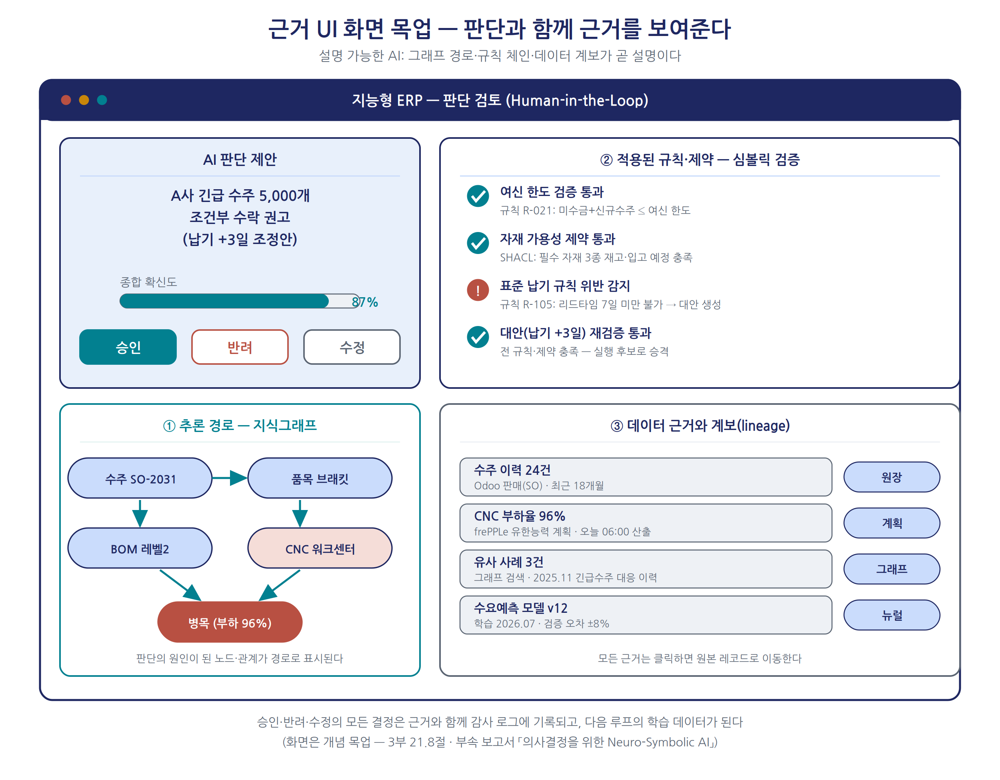 근거 UI 화면 목업 — 판단과 함께 근거를 보여준다
설명 가능한 AI: 그래프 경로·규칙 체인·데이터 계보가 곧 설명이다
지능형 ERP — 판단 검토 (Human-in-the-Loop)
AI 판단 제안
A사 긴급 수주 5,000개
조건부 수락 권고
(납기 +3일 조정안)
종합 확신도
87%
승인
반려
수정
② 적용된 규칙·제약 — 심볼릭 검증
여신 한도 검증 통과
규칙 R-021: 미수금+신규수주 ≤ 여신 한도
자재 가용성 제약 통과
SHACL: 필수 자재 3종 재고·입고 예정 충족
!
표준 납기 규칙 위반 감지
규칙 R-105: 리드타임 7일 미만 불가 → 대안 생성
대안(납기 +3일) 재검증 통과
전 규칙·제약 충족 — 실행 후보로 승격
① 추론 경로 — 지식그래프
수주 SO-2031
품목 브래킷
BOM 레벨2
CNC 워크센터
병목 (부하 96%)
판단의 원인이 된 노드·관계가 경로로 표시된다
③ 데이터 근거와 계보(lineage)
수주 이력 24건
Odoo 판매(SO) · 최근 18개월
원장
CNC 부하율 96%
frePPLe 유한능력 계획 · 오늘 06:00 산출
계획
유사 사례 3건
그래프 검색 · 2025.11 긴급수주 대응 이력
그래프
수요예측 모델 v12
학습 2026.07 · 검증 오차 ±8%
뉴럴
모든 근거는 클릭하면 원본 레코드로 이동한다
승인·반려·수정의 모든 결정은 근거와 함께 감사 로그에 기록되고, 다음 루프의 학습 데이터가 된다
(화면은 개념 목업 — 3부 21.8절 · 부속 보고서 「의사결정을 위한 Neuro-Symbolic AI」)